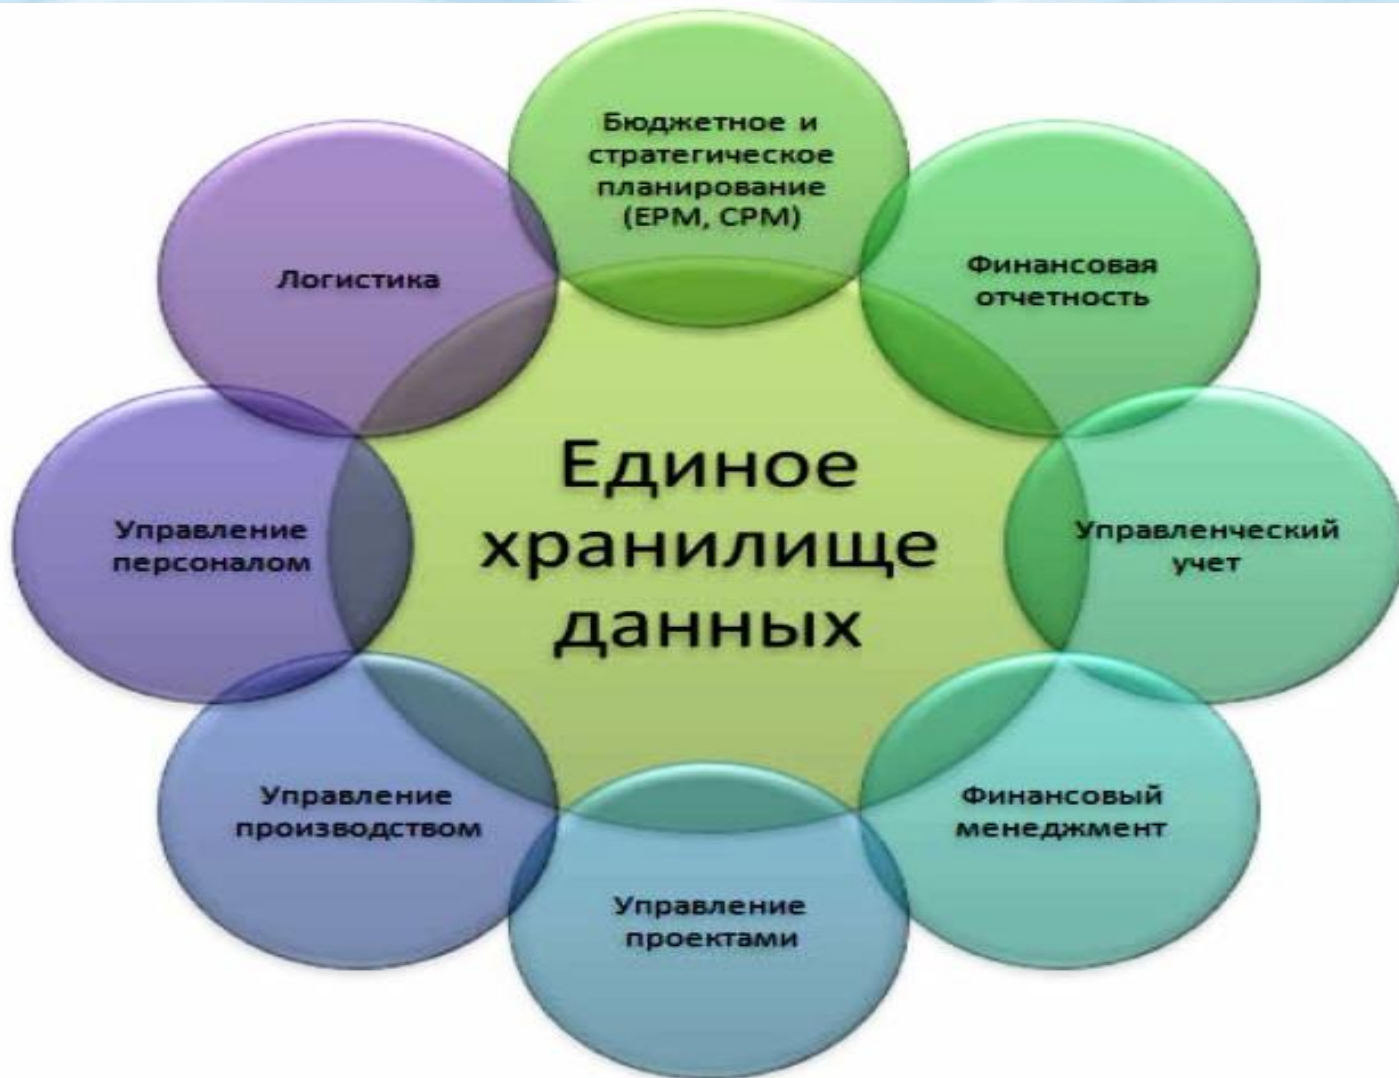 Бюджетное и
стратегическое
планирование
(EPM, CPM)
Финансовая
отчетность
Управленческий
учет
Финансовый
менеджмент
Управление
проектами
Управление
производством
Управление
персоналом
Логистика
Единое
хранилище
данных